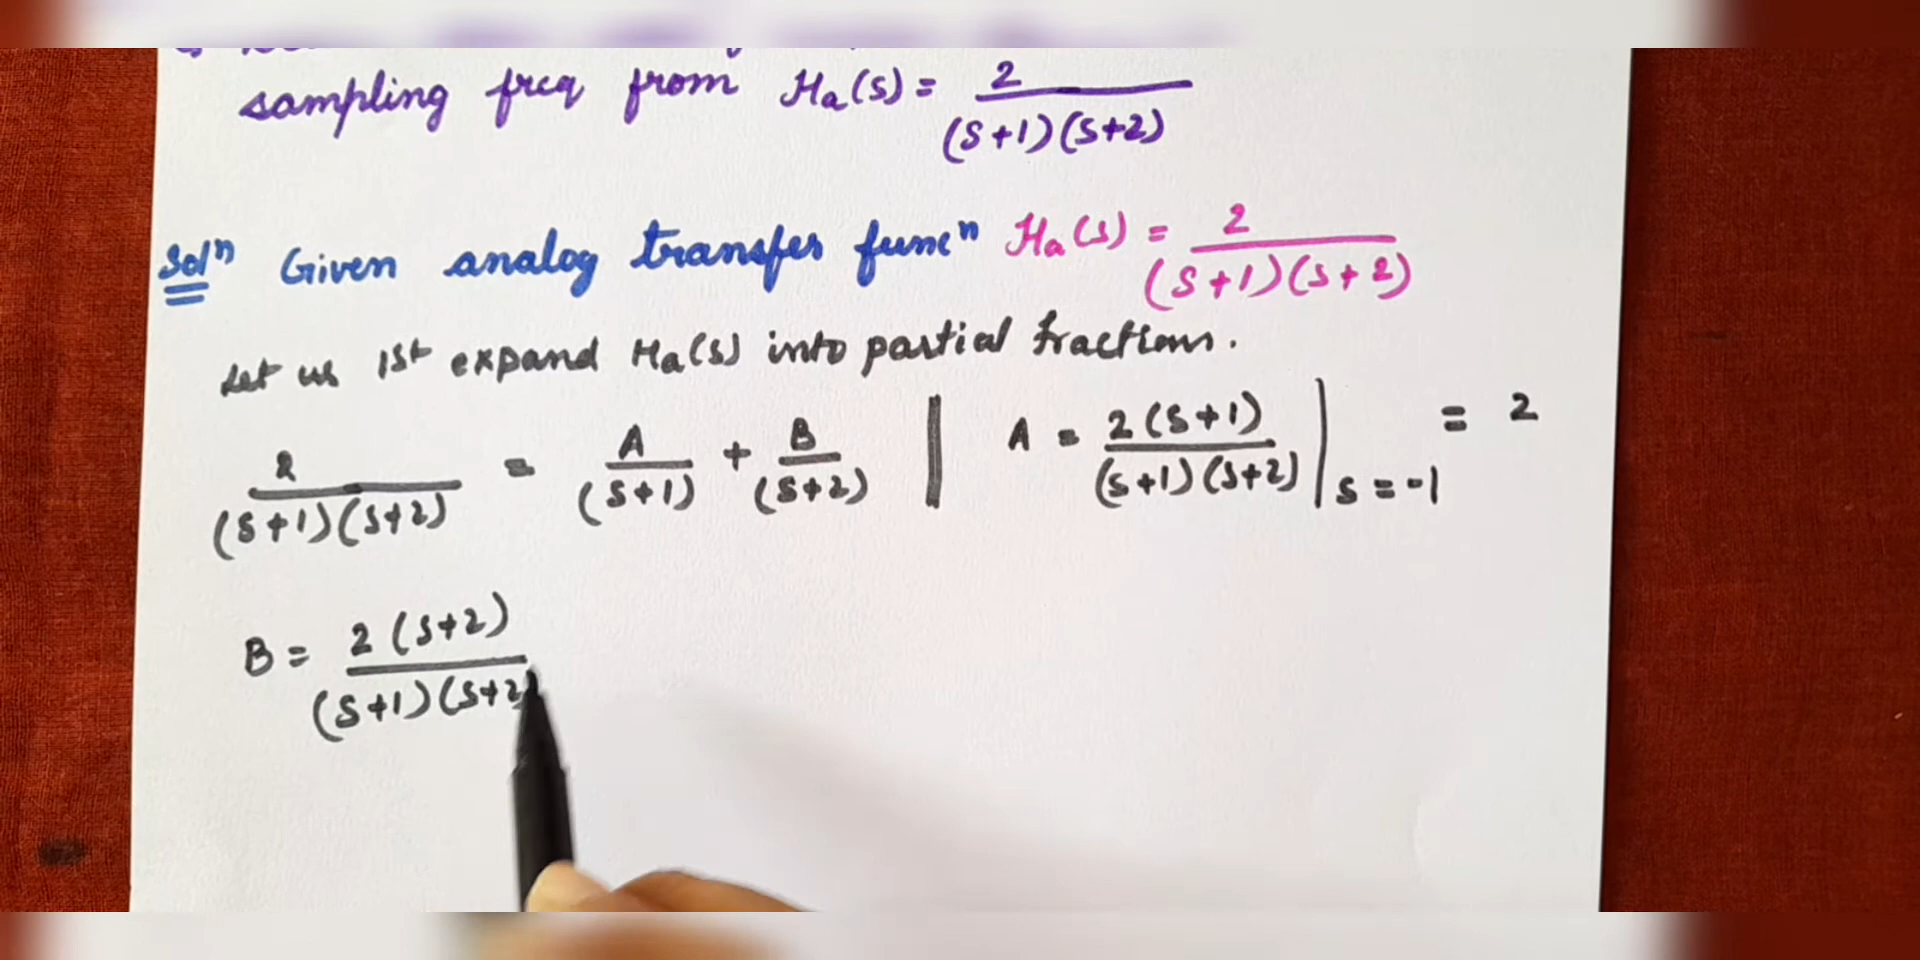 sampling freq from Ha(s) = 2 / (s+1)(s+2)
Solⁿ Given analog transfer funcⁿ Ha(s) = 2 / (s+1)(s+2)
Let us 1st expand Ha(s) into partial fractions.
2 / (s+1)(s+2) = A / (s+1) + B / (s+2) | A = 2(s+1) / (s+1)(s+2) | s=-1 = 2
B = 2(s+2) / (s+1)(s+2